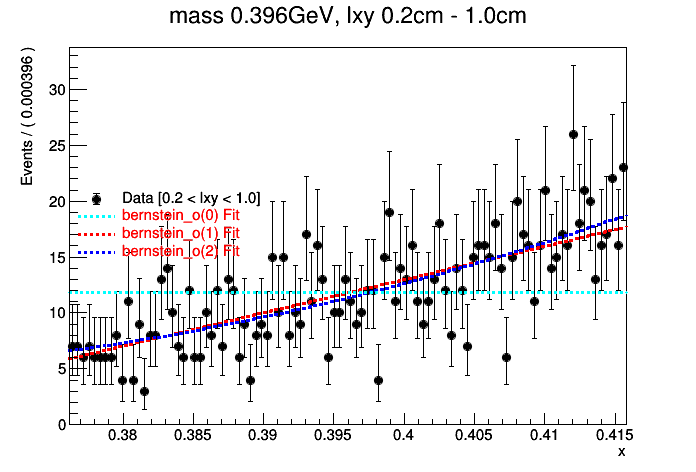 mass 0.396GeV, lxy 0.2cm - 1.0cm
Events / ( 0.000396 )
30
25
20
15
10
5
0
Data [0.2 < lxy < 1.0]
bernstein_o(0) Fit
bernstein_o(1) Fit
bernstein_o(2) Fit
0.38 0.385 0.39 0.395 0.4 0.405 0.41 0.415
x